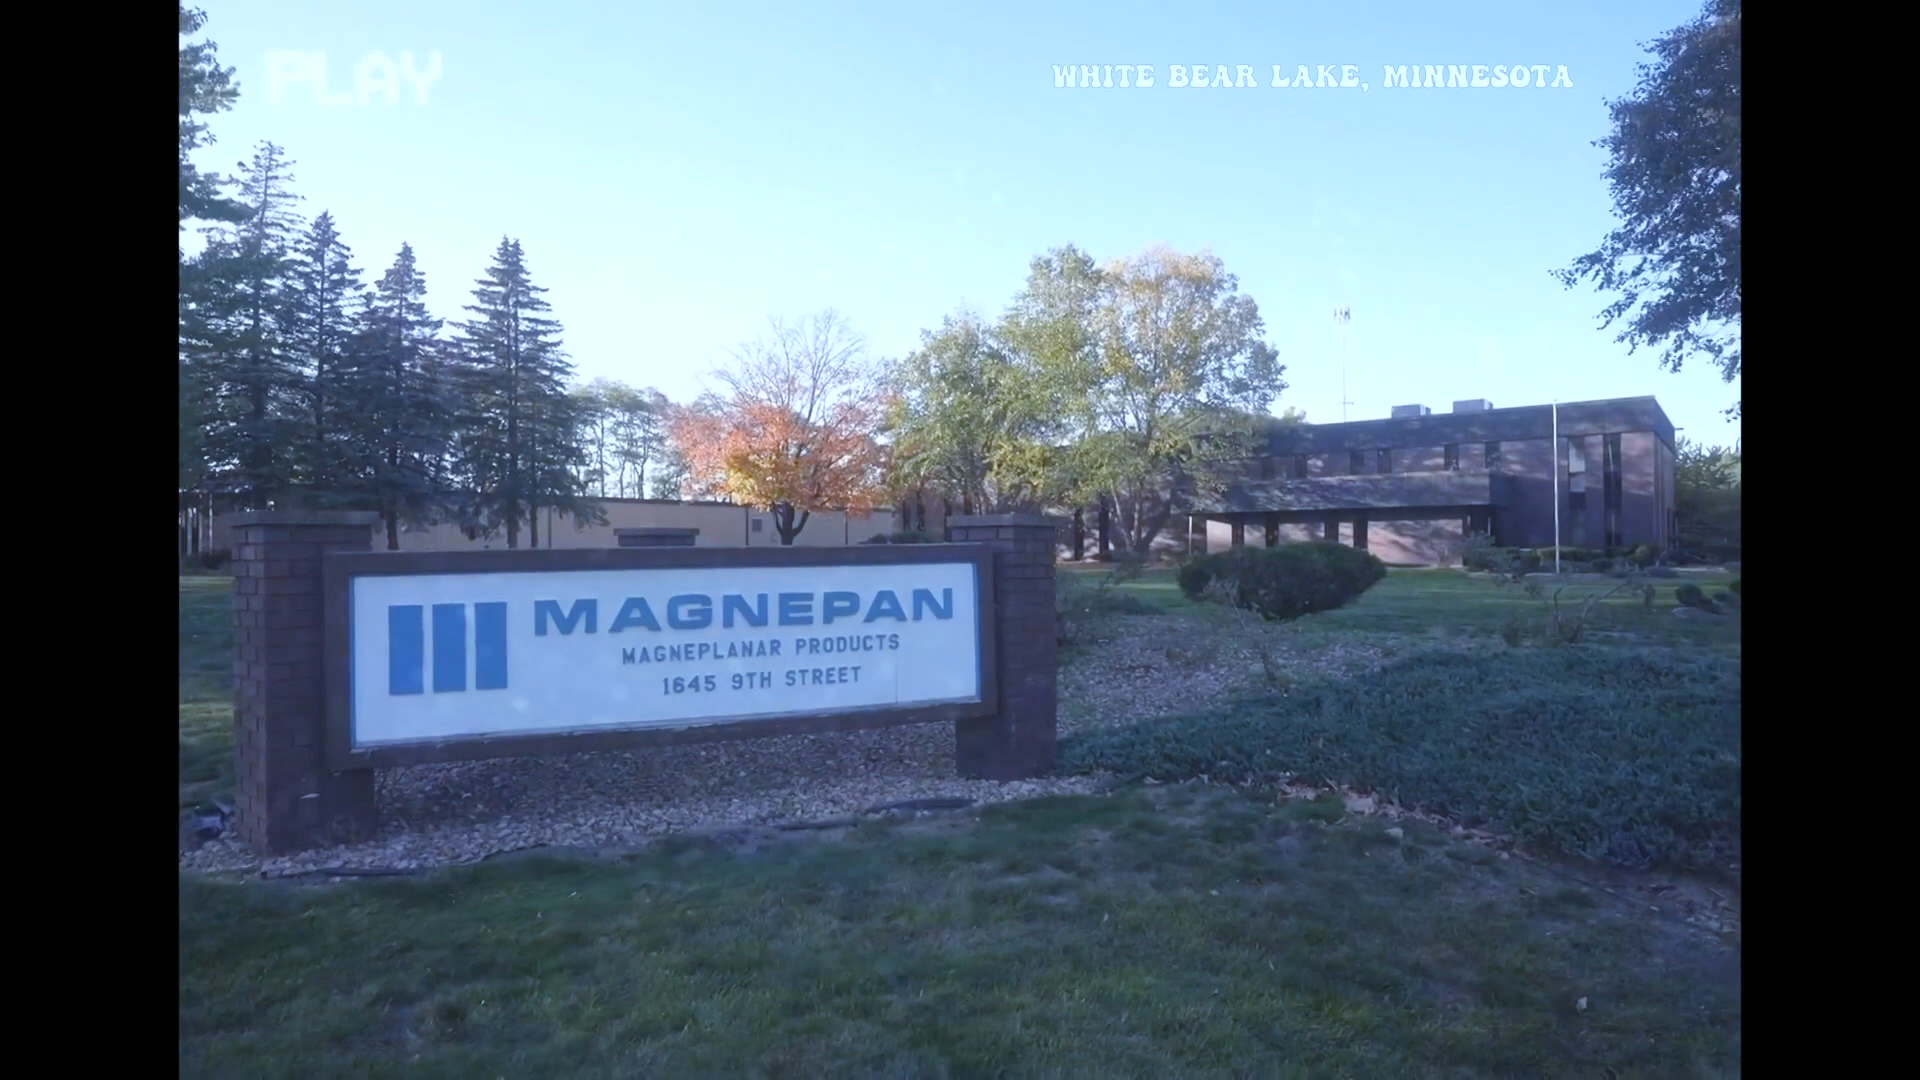 PLAY
WHITE BEAR LAKE, MINNESOTA
MAGNEPAN
MAGNEPLANAR PRODUCTS
1645 9TH STREET